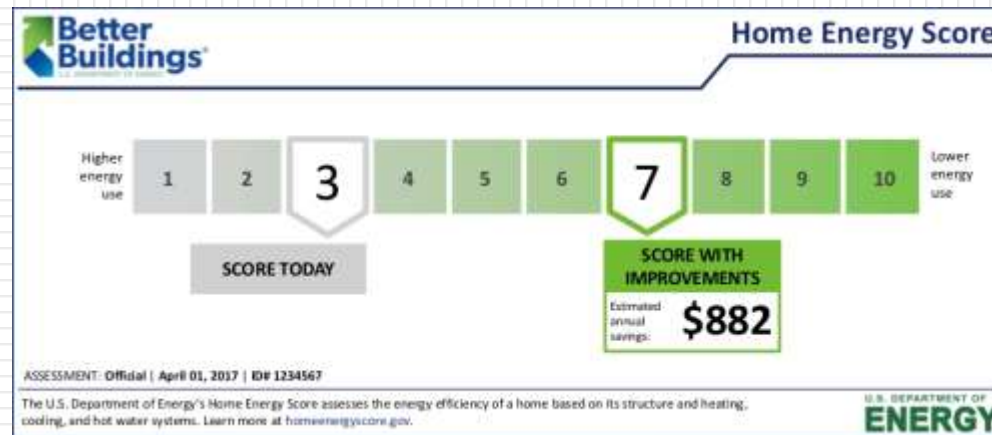 Better
Buildings®
U.S. DEPARTMENT OF ENERGY
Home Energy Score
Higher
energy
use
1
2
3
4
5
6
7
8
9
10
Lower
energy
use
SCORE TODAY
SCORE WITH
IMPROVEMENTS
Estimated
annual
savings:
$882
ASSESSMENT: Official | April 01, 2017 | ID# 1234567
The U.S. Department of Energy's Home Energy Score assesses the energy efficiency of a home based on its structure and heating,
cooling, and hot water systems. Learn more at homeenergyscore.gov.
U.S. DEPARTMENT OF
ENERGY